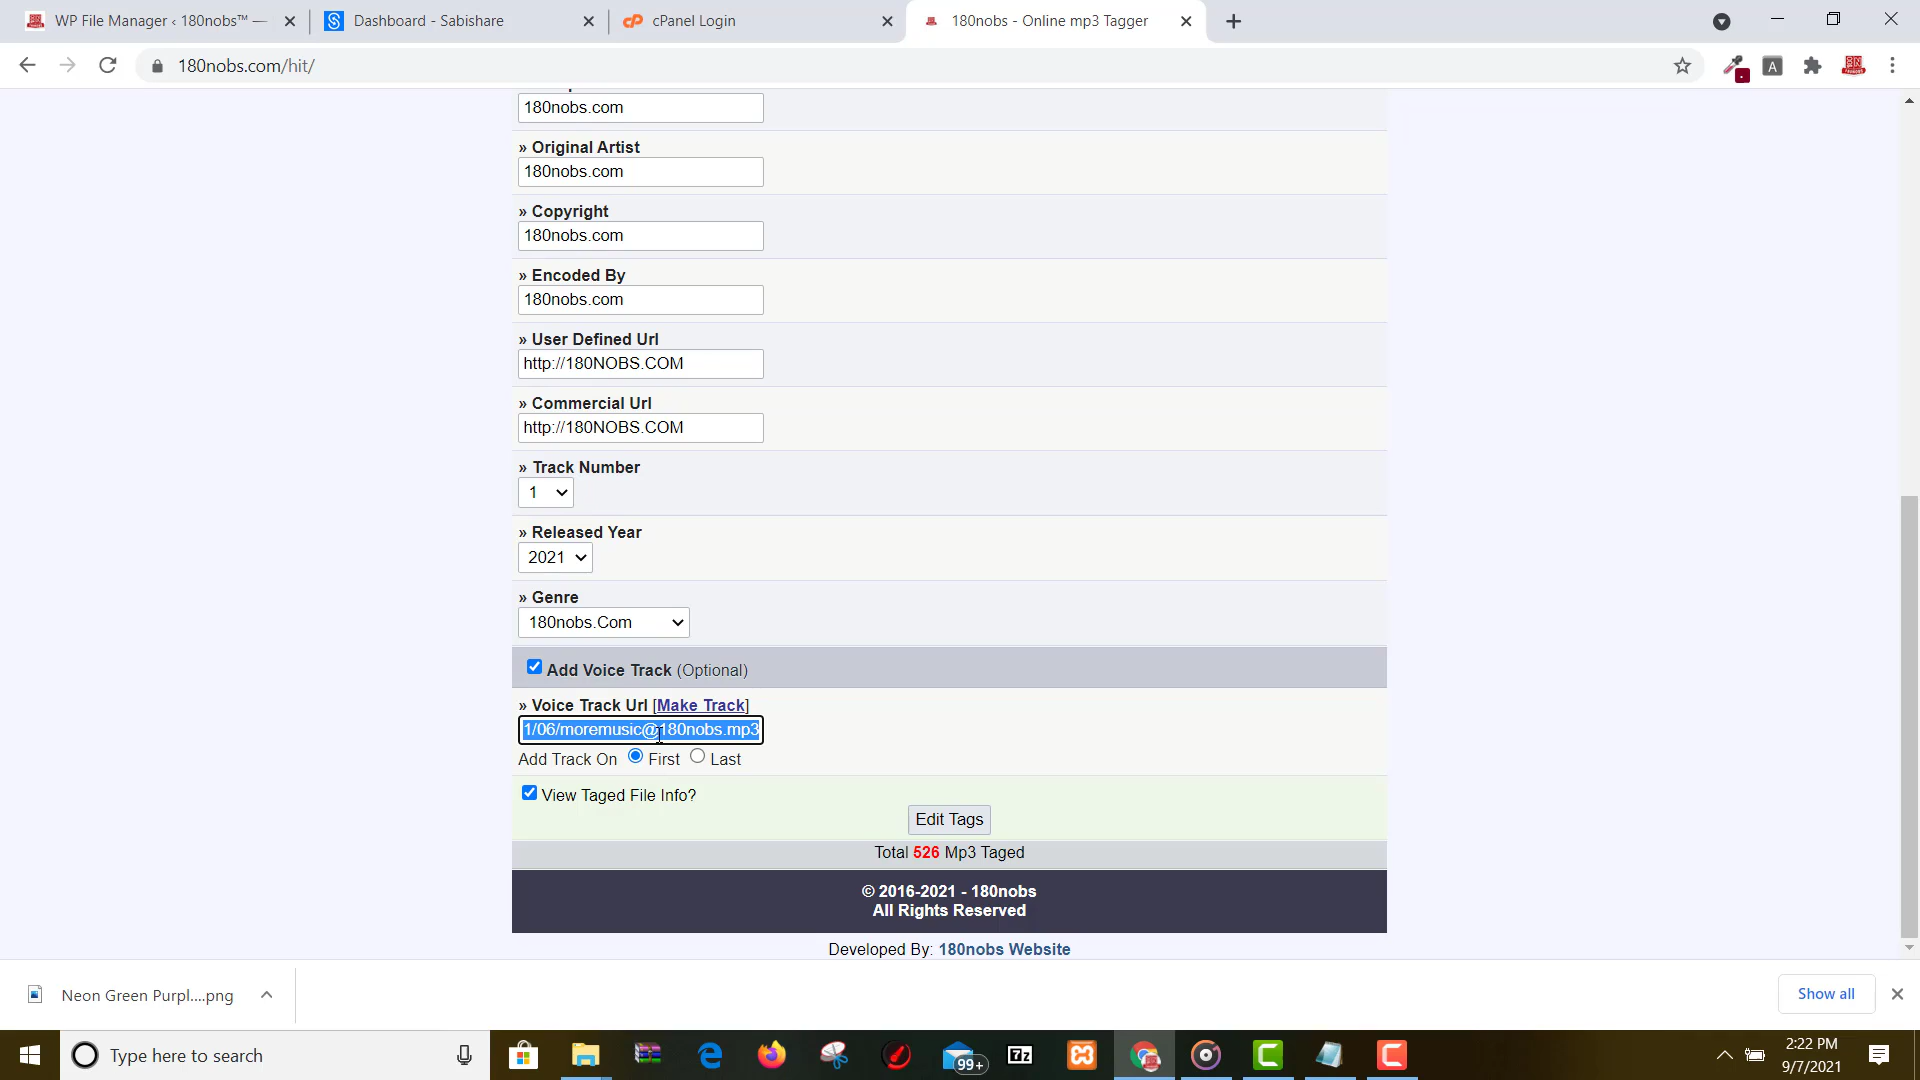 WP File Manager ‹ 180nobs™ —
Dashboard - Sabishare
cPanel Login
180nobs - Online mp3 Tagger
180nobs.com/hit/
180nobs.com
» Original Artist
180nobs.com
» Copyright
180nobs.com
» Encoded By
180nobs.com
» User Defined Url
http://180NOBS.COM
» Commercial Url
http://180NOBS.COM
» Track Number
1
» Released Year
2021
» Genre
180nobs.Com
Add Voice Track (Optional)
» Voice Track Url [Make Track]
1/06/moremusic@180nobs.mp3
Add Track On First Last
View Taged File Info?
Edit Tags
Total 526 Mp3 Taged
© 2016-2021 - 180nobs
All Rights Reserved
Developed By: 180nobs Website
Neon Green Purpl....png
Show all
Type here to search
99+
2:22 PM
9/7/2021